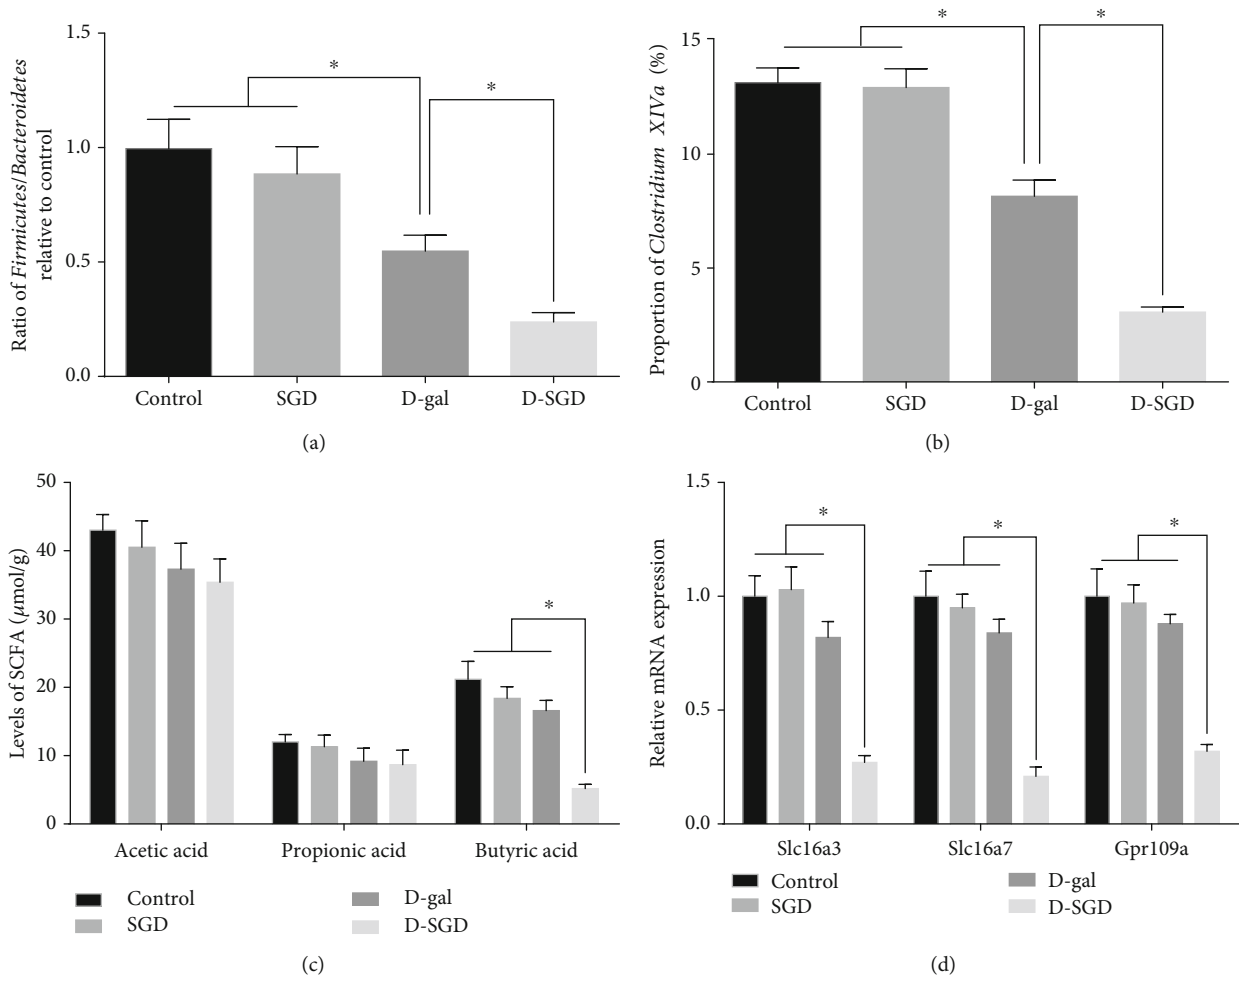 Ratio of Firmicutes/Bacteroidetes
relative to control
1.5
1.0
0.5
0.0
*
*
Control SGD D-gal D-SGD
(a)
Proportion of Clostridium XIVa (%)
15
10
5
0
*
*
Control SGD D-gal D-SGD
(b)
Levels of SCFA (μmol/g)
50
40
30
20
10
0
*
Acetic acid Propionic acid Butyric acid
Control
SGD
D-gal
D-SGD
(c)
Relative mRNA expression
1.5
1.0
0.5
0.0
*
*
*
Slc16a3 Slc16a7 Gpr109a
Control
SGD
D-gal
D-SGD
(d)